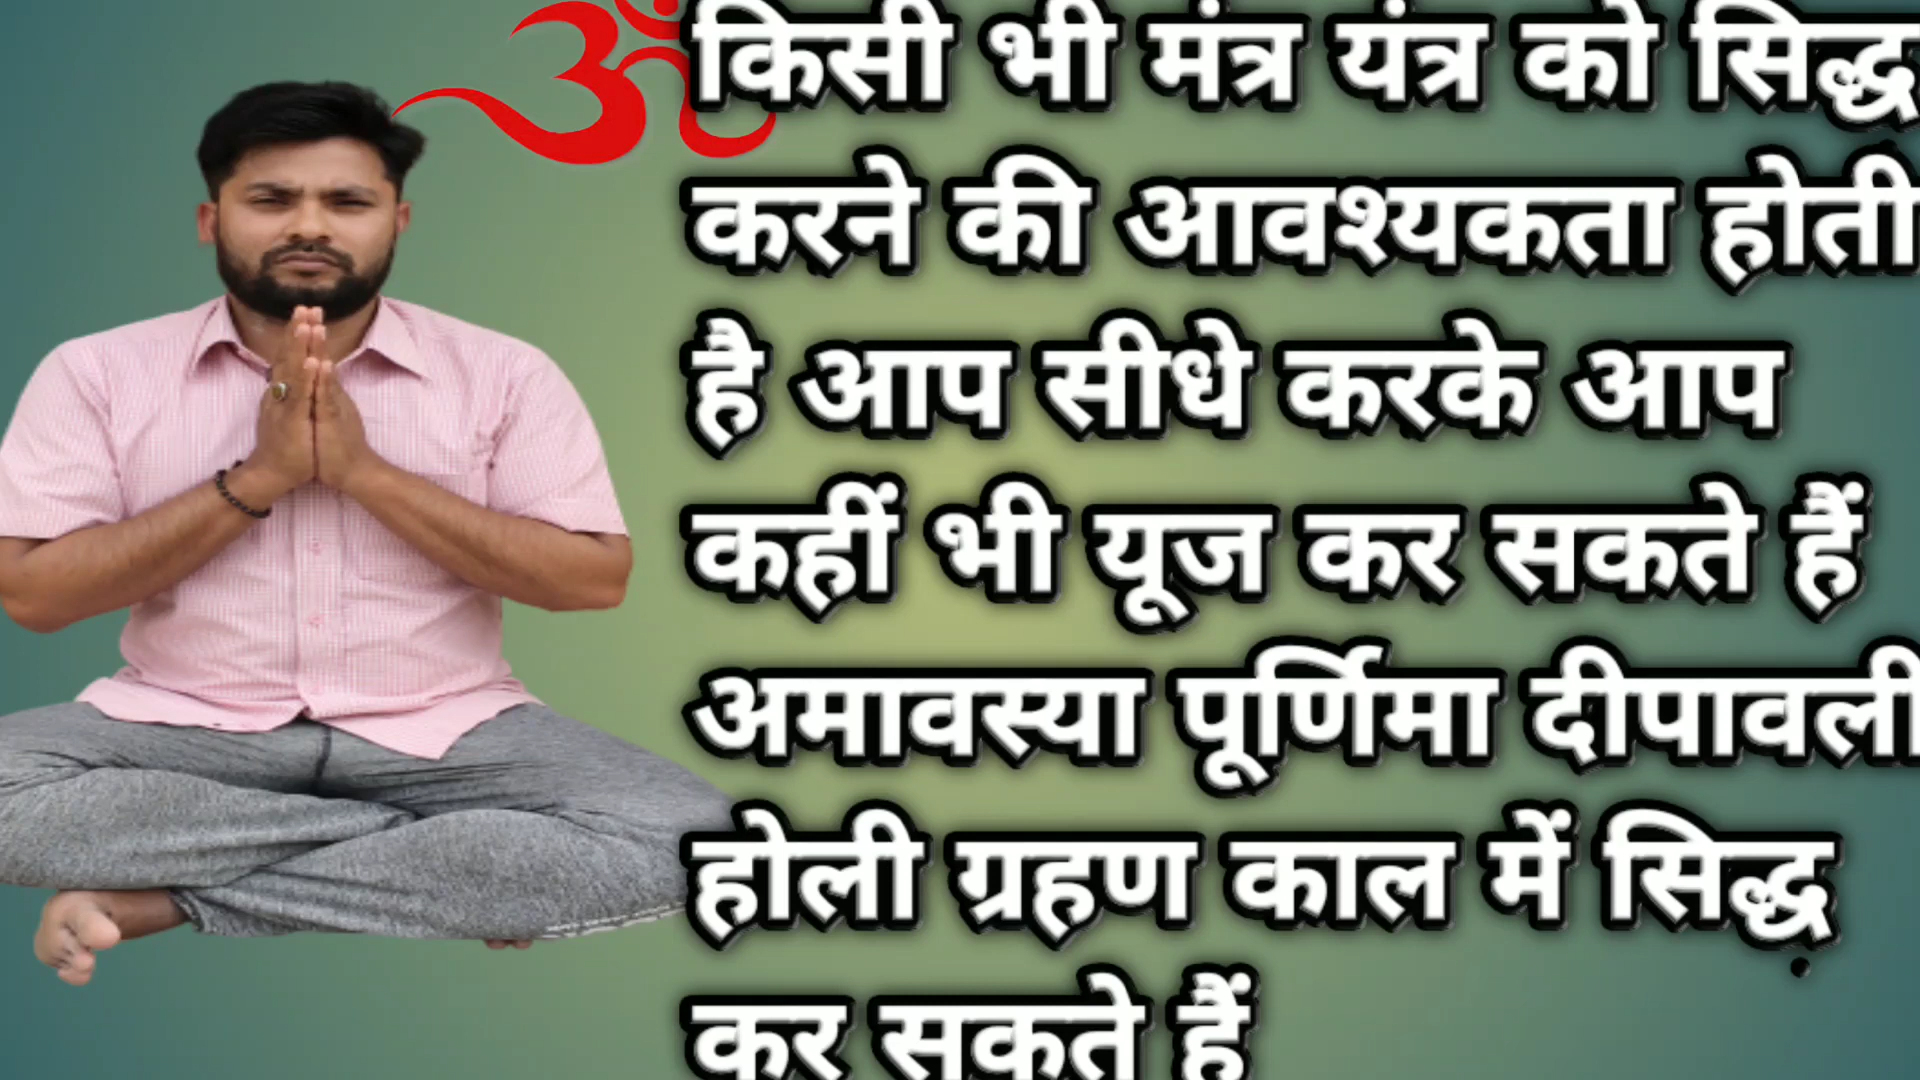 ॐ
किसी भी मंत्र यंत्र को सिद्ध
करने की आवश्यकता होती
है आप सीधे करके आप
कहीं भी यूज कर सकते हैं
अमावस्या पूर्णिमा दीपावली
होली ग्रहण काल में सिद्ध
कर सकते हैं